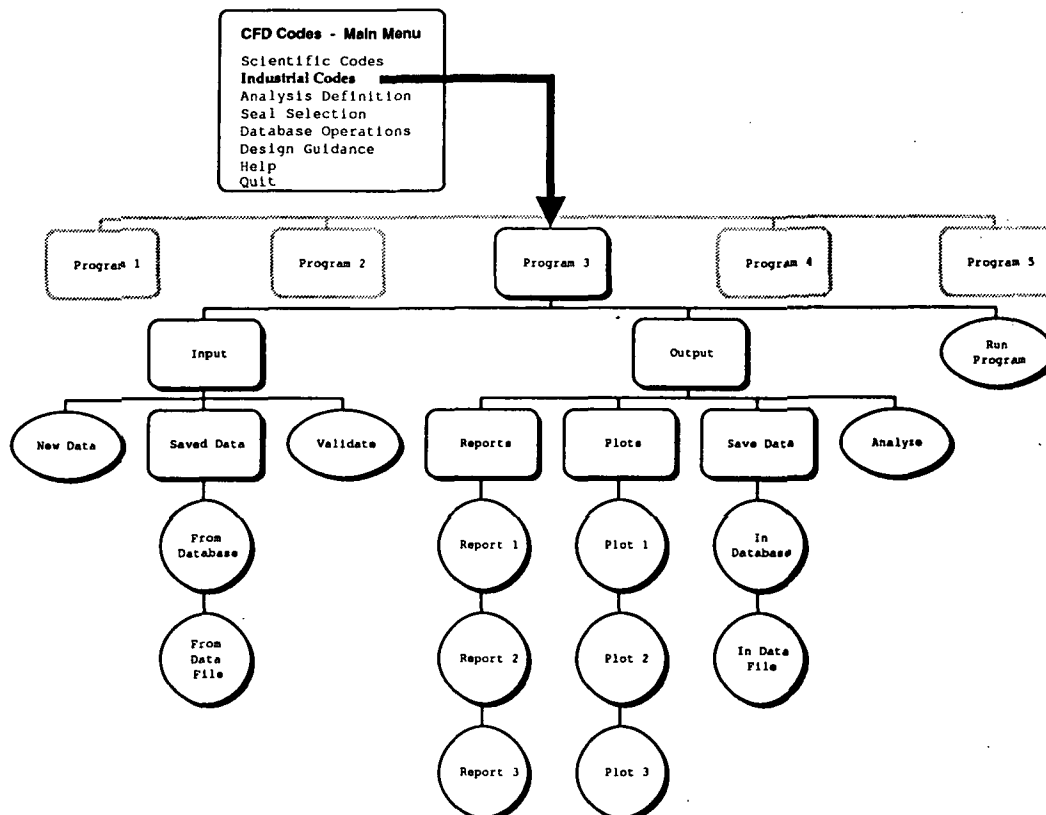 CFD Codes - Main Menu
Scientific Codes
Industrial Codes
Analysis Definition
Seal Selection
Database Operations
Design Guidance
Help
Quit
Program 1
Program 2
Program 3
Program 4
Program 5
Input
Output
Run
Program
New Data
Saved Data
Validate
Reports
Plots
Save Data
Analyze
From
Database
Report 1
Plot 1
In
Database
From
Data
File
Report 2
Plot 2
In Data
File
Report 3
Plot 3